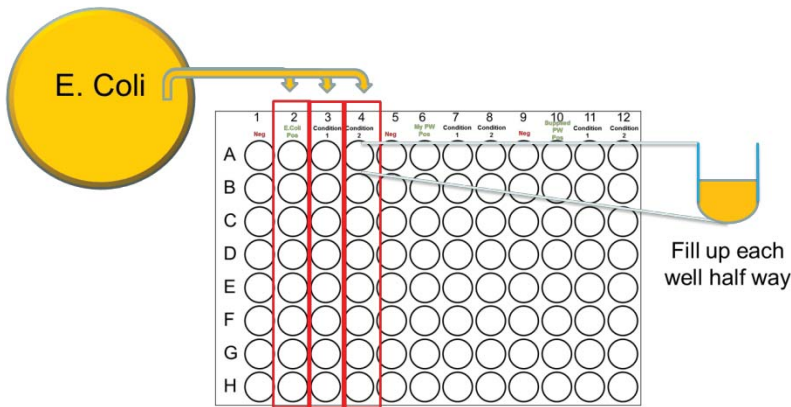 E. Coli
1 2 3 4 5 6 7 8 9 10 11 12
Neg
E.Coli
Pos
Condition
1
Condition
2
Neg
My PW
Pos
Condition
1
Condition
2
Neg
Supplied
PW
Pos
Condition
1
Condition
2
A
B
C
D
E
F
G
H
Fill up each
well half way